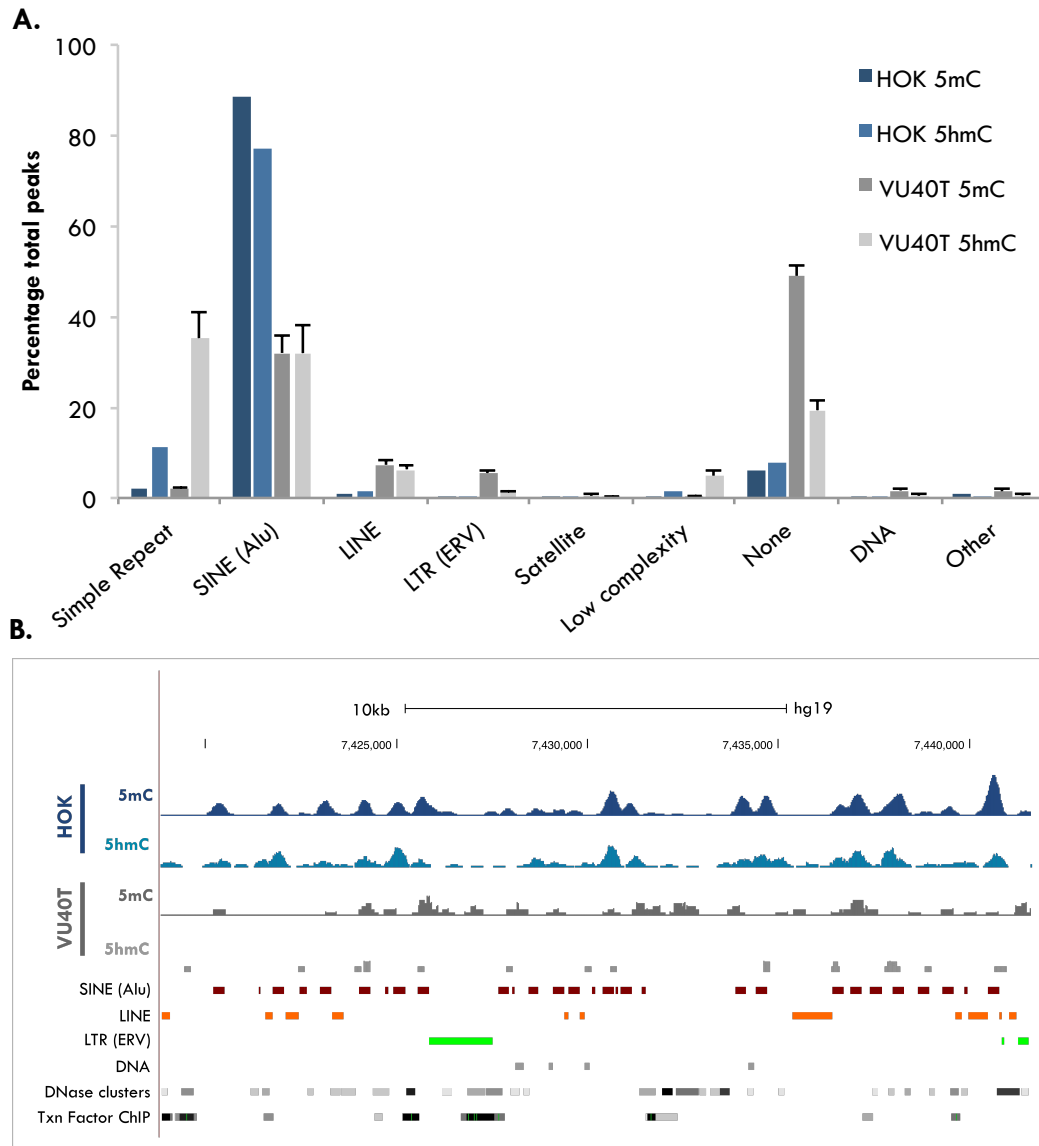 A.
100
80
60
40
20
0
Percentage total peaks
HOK 5mC
HOK 5hmC
VU40T 5mC
VU40T 5hmC
Simple Repeat
SINE (Alu)
LINE
LTR (ERV)
Satellite
Low complexity
None
DNA
Other
B.
10kb hg19
7,425,000 7,430,000 7,435,000 7,440,000
HOK
5mC
5hmC
VU40T
5mC
5hmC
SINE (Alu)
LINE
LTR (ERV)
DNA
DNase clusters
Txn Factor ChIP